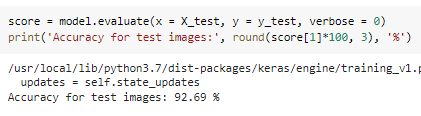 score = model.evaluate(x = X_test, y = y_test, verbose = 0)
print('Accuracy for test images:', round(score[1]*100, 3), '%')
/usr/local/lib/python3.7/dist-packages/keras/engine/training_v1.p
updates = self.state_updates
Accuracy for test images: 92.69 %